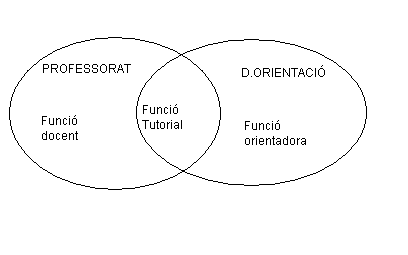 PROFESSORAT
D.ORIENTACIÓ
Funció
docent
Funció
Tutorial
Funció
orientadora